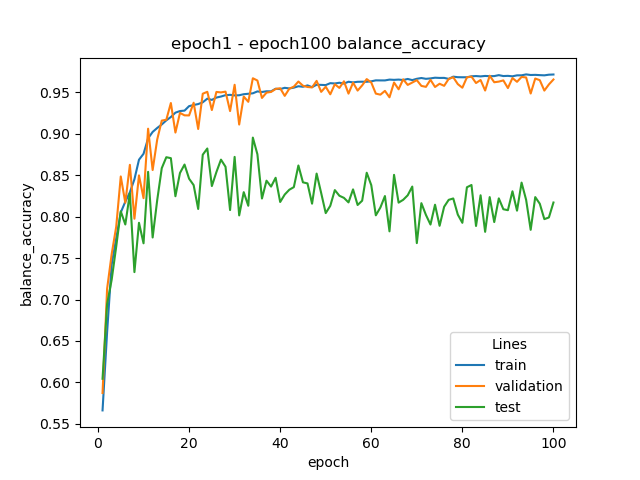 epoch1 - epoch100 balance_accuracy
balance_accuracy
0.95
0.90
0.85
0.80
0.75
0.70
0.65
0.60
0.55
0
20
40
60
80
100
epoch
Lines
train
validation
test